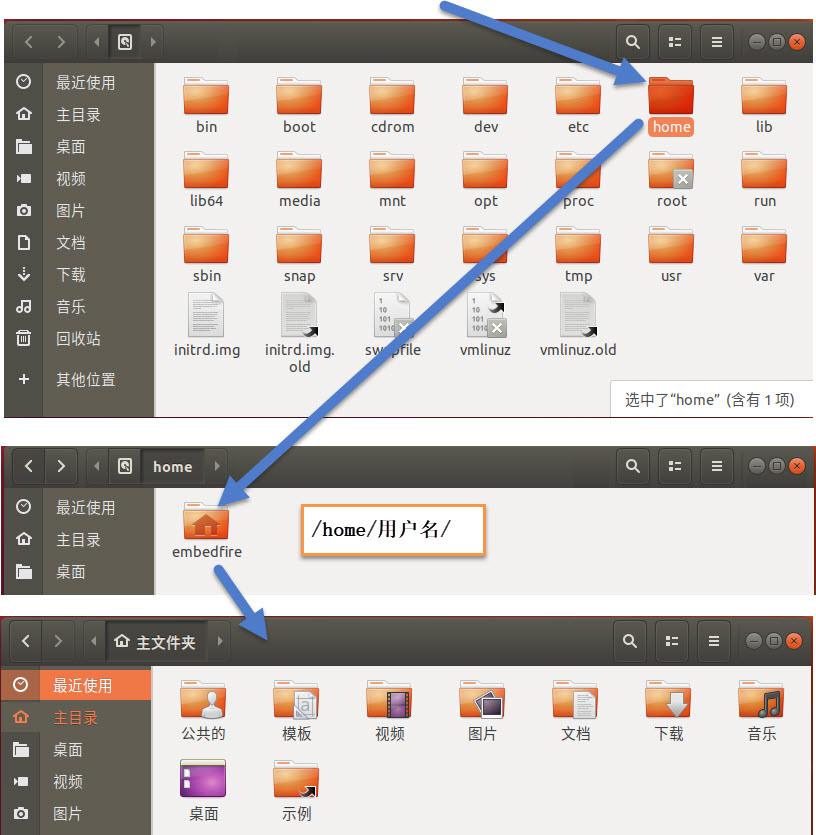 最近使用
主目录
桌面
视频
图片
文档
下载
音乐
回收站
其他位置
bin boot cdrom dev etc home lib
lib64 media mnt opt proc root run
sbin snap srv sys tmp usr var
initrd.img initrd.img.old swapfile vmlinuz vmlinuz.old
选中了“home” (含有 1 项)
home
最近使用
主目录
桌面
embedfire
/home/用户名/
主文件夹
最近使用
主目录
桌面
视频
图片
公共的 模板 视频 图片 文档 下载 音乐
桌面 示例